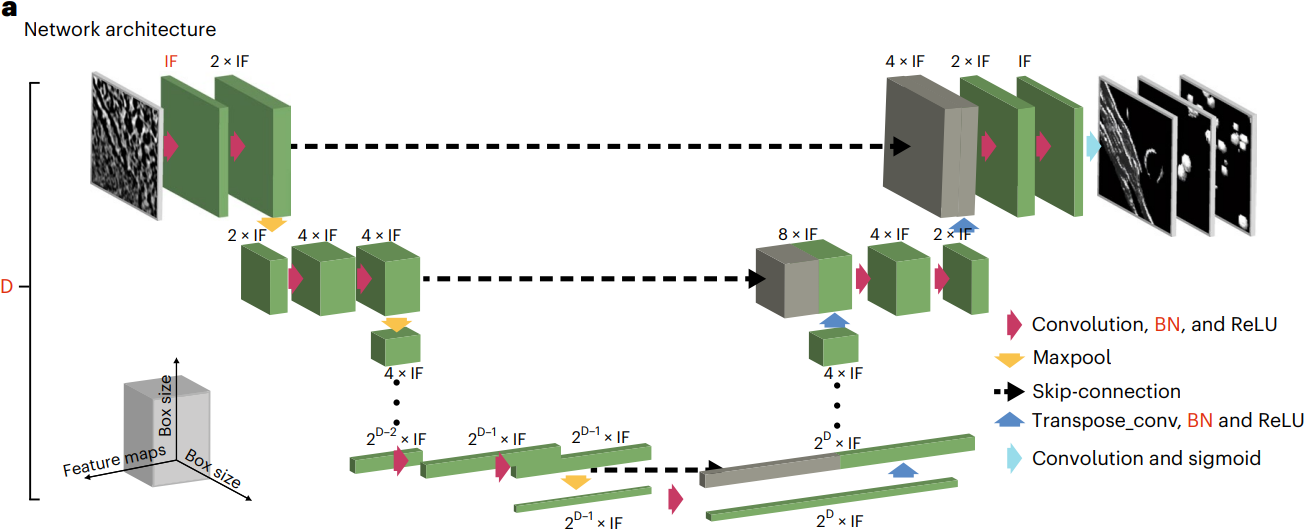 a
Network architecture
IF
2 × IF
4 × IF
2 × IF
IF
D
2 × IF
4 × IF
4 × IF
8 × IF
4 × IF
2 × IF
4 × IF
4 × IF
Convolution, BN, and ReLU
Maxpool
Skip-connection
Transpose_conv, BN and ReLU
Convolution and sigmoid
Box size
Feature maps
Box size
2^{D–2} × IF
2^{D–1} × IF
2^{D–1} × IF
2^{D} × IF
2^{D–1} × IF
2^{D} × IF